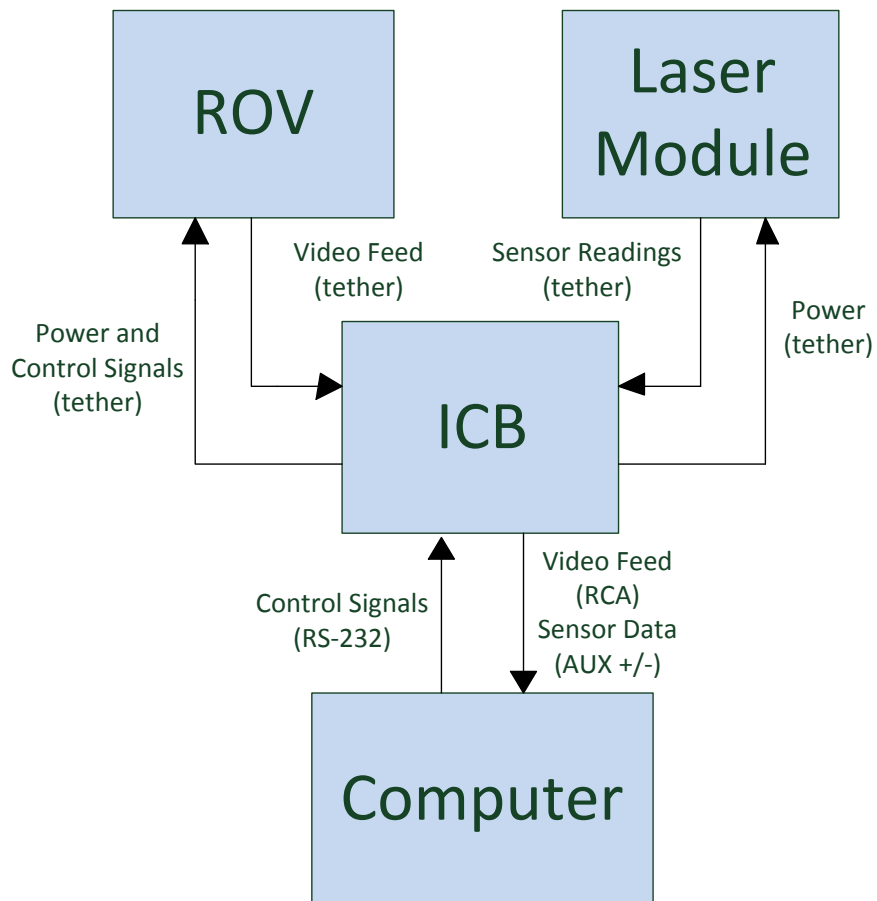 ROV
Laser
Module
Video Feed
(tether)
Sensor Readings
(tether)
Power and
Control Signals
(tether)
Power
(tether)
ICB
Control Signals
(RS-232)
Video Feed
(RCA)
Sensor Data
(AUX +/-)
Computer